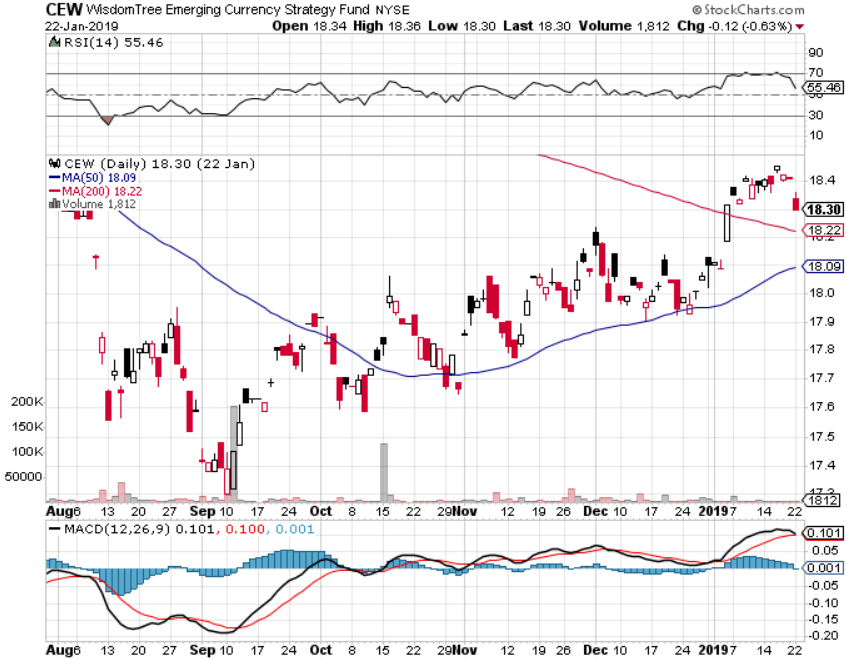 CEW WisdomTree Emerging Currency Strategy Fund NYSE © StockCharts.com
22-Jan-2019 Open 18.34 High 18.36 Low 18.30 Last 18.30 Volume 1,812 Chg -0.12 (-0.63%)
RSI(14) 55.46
90
70
55.46
50
30
10
CEW (Daily) 18.30 (22 Jan)
MA(50) 18.09
MA(200) 18.22
Volume 1,812
18.4
18.30
18.22
18.2
18.09
18.0
17.9
17.8
17.7
17.6
17.5
17.4
17.3
200K
150K
100K
50000
1812
Aug 6 13 20 27 Sep 10 17 24 Oct 8 15 22 29 Nov 12 19 26 Dec 10 17 24 2019 7 14 22
MACD(12,26,9) 0.101, 0.100, 0.001
0.101
0.05
0.001
-0.05
-0.10
-0.15
-0.20
Aug 6 13 20 27 Sep 10 17 24 Oct 8 15 22 29 Nov 12 19 26 Dec 10 17 24 2019 7 14 22